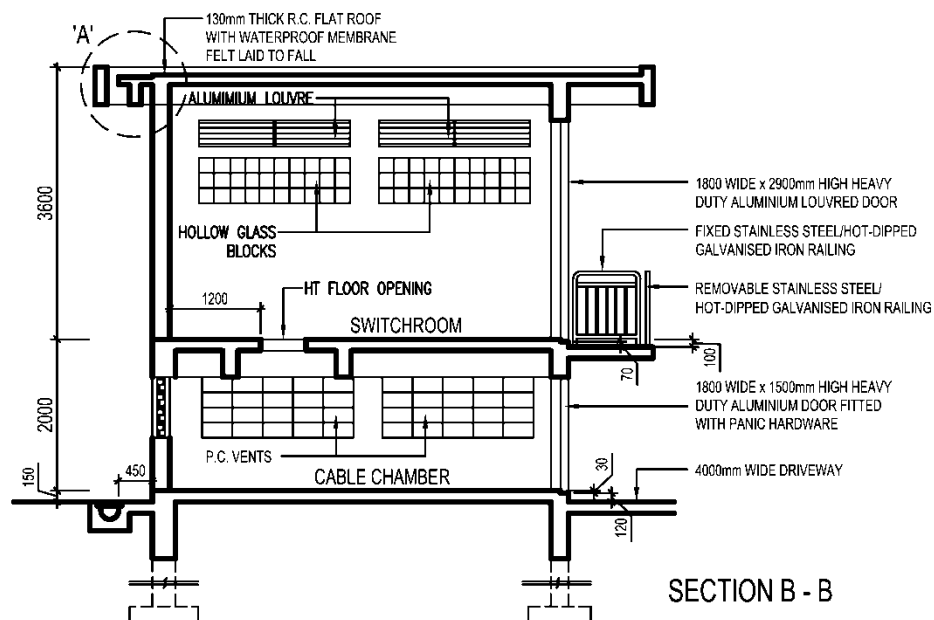 130mm THICK R.C. FLAT ROOF
WITH WATERPROOF MEMBRANE
FELT LAID TO FALL
'A'
ALUMIMIUM LOUVRE
3600
HOLLOW GLASS
BLOCKS
1800 WIDE x 2900mm HIGH HEAVY
DUTY ALUMINIUM LOUVRED DOOR
FIXED STAINLESS STEEL/HOT-DIPPED
GALVANISED IRON RAILING
REMOVABLE STAINLESS STEEL/
HOT-DIPPED GALVANISED IRON RAILING
1200
HT FLOOR OPENING
SWITCHROOM
70
100
2000
1800 WIDE x 1500mm HIGH HEAVY
DUTY ALUMINIUM DOOR FITTED
WITH PANIC HARDWARE
P.C. VENTS
CABLE CHAMBER
150
450
30
4000mm WIDE DRIVEWAY
120
SECTION B - B